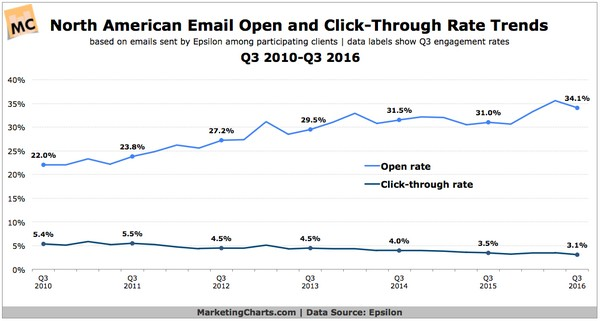 MC
North American Email Open and Click-Through Rate Trends
based on emails sent by Epsilon among participating clients | data labels show Q3 engagement rates
Q3 2010-Q3 2016
40%
35%
30%
25%
20%
15%
10%
5%
0%
22.0%
23.8%
27.2%
29.5%
31.5%
31.0%
34.1%
Open rate
Click-through rate
5.4%
5.5%
4.5%
4.5%
4.0%
3.5%
3.1%
Q3 Q3 Q3 Q3 Q3 Q3 Q3
2010 2011 2012 2013 2014 2015 2016
MarketingCharts.com | Data Source: Epsilon